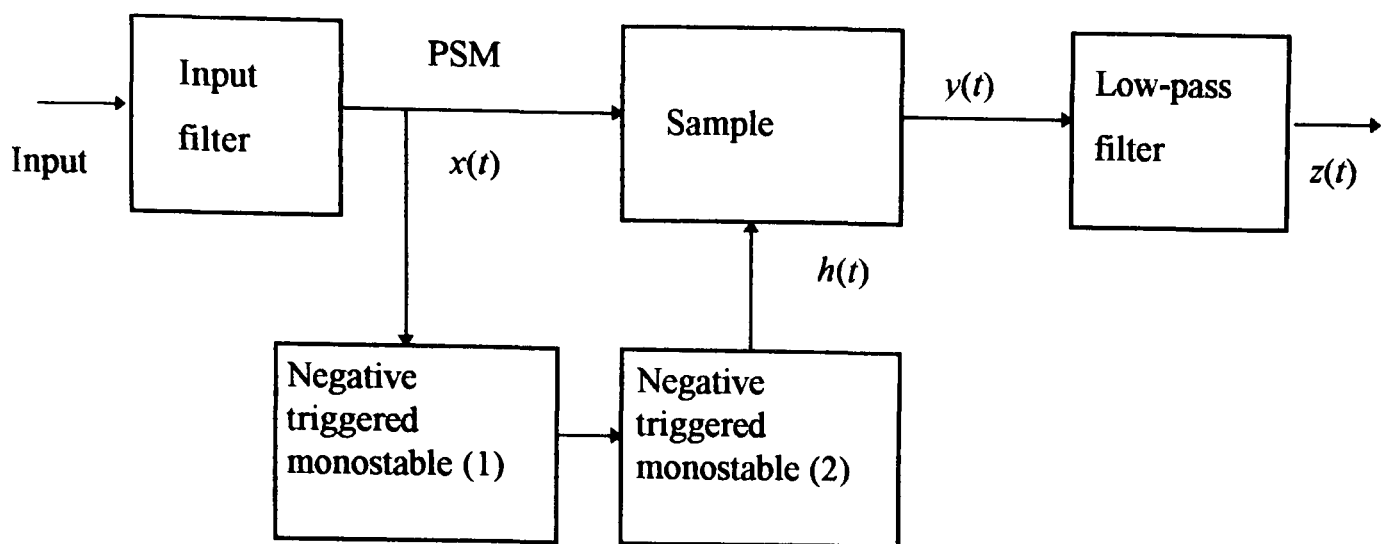 Input
filter
PSM
Sample
y(t)
Low-pass
filter
Input
x(t)
z(t)
h(t)
Negative
triggered
monostable (1)
Negative
triggered
monostable (2)